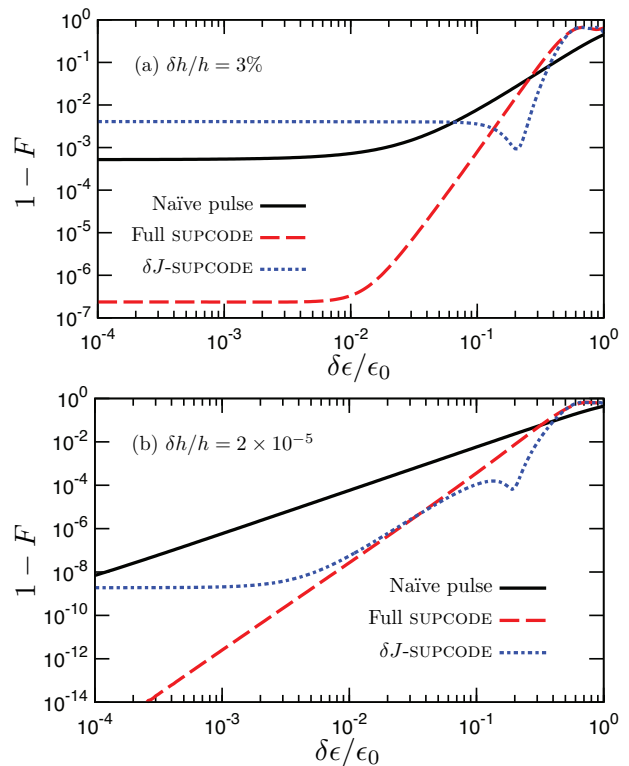 10^0
10^-1
10^-2
10^-3
10^-4
10^-5
10^-6
10^-7
1 − F
(a) δh/h = 3%
Naïve pulse
Full SUPCODE
δJ-SUPCODE
10^-4 10^-3 10^-2 10^-1 10^0
δϵ/ϵ_0
10^0
10^-2
10^-4
10^-6
10^-8
10^-10
10^-12
10^-14
1 − F
(b) δh/h = 2 × 10^-5
Naïve pulse
Full SUPCODE
δJ-SUPCODE
10^-4 10^-3 10^-2 10^-1 10^0
δϵ/ϵ_0